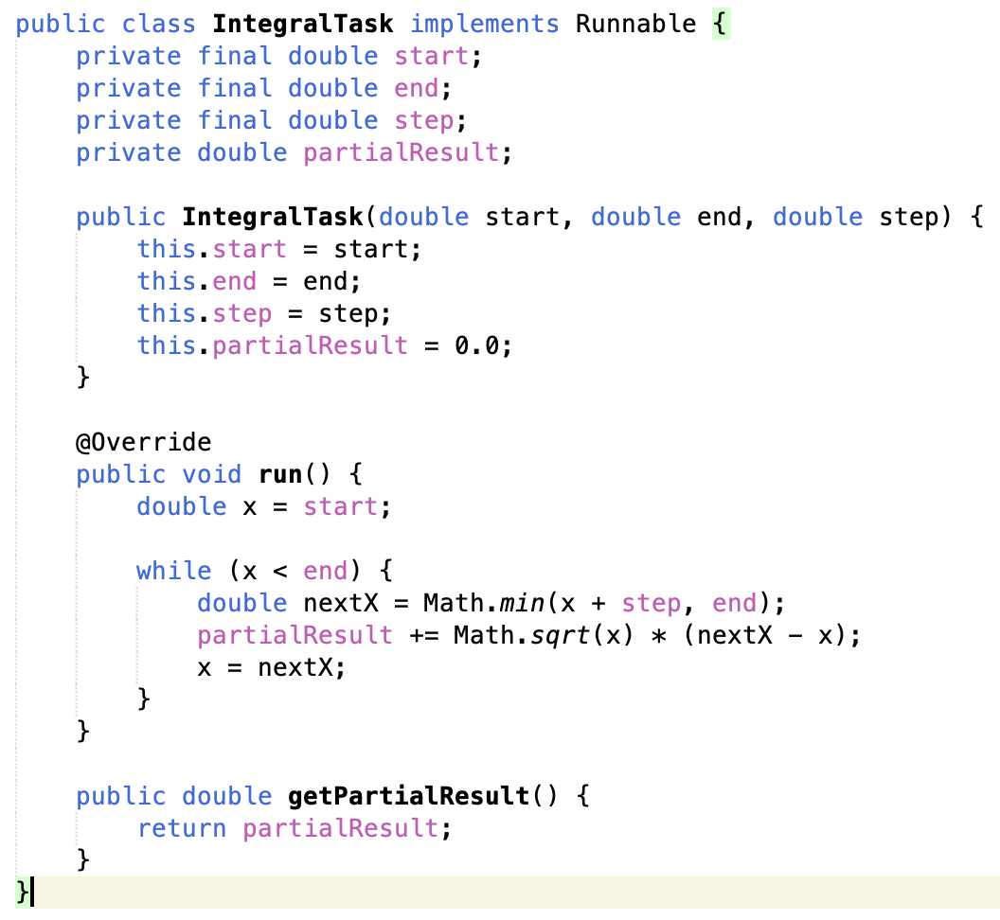 public class IntegralTask implements Runnable {
    private final double start;
    private final double end;
    private final double step;
    private double partialResult;

    public IntegralTask(double start, double end, double step) {
        this.start = start;
        this.end = end;
        this.step = step;
        this.partialResult = 0.0;
    }

    @Override
    public void run() {
        double x = start;

        while (x < end) {
            double nextX = Math.min(x + step, end);
            partialResult += Math.sqrt(x) * (nextX - x);
            x = nextX;
        }
    }

    public double getPartialResult() {
        return partialResult;
    }
}